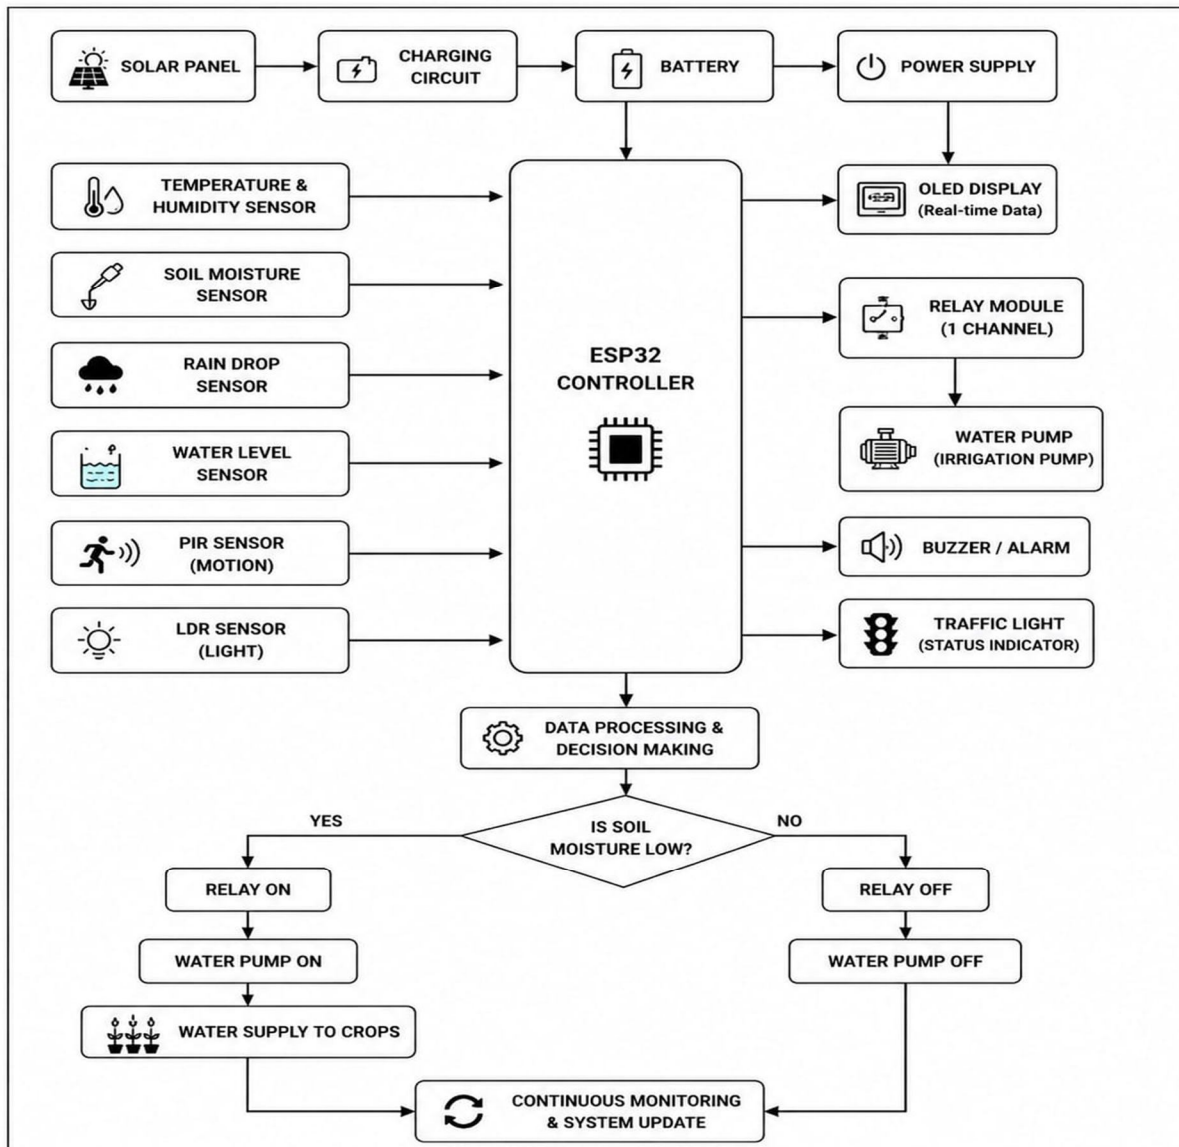 SOLAR PANEL
CHARGING
CIRCUIT
BATTERY
POWER SUPPLY
TEMPERATURE &
HUMIDITY SENSOR
OLED DISPLAY
(Real-time Data)
SOIL MOISTURE
SENSOR
RELAY MODULE
(1 CHANNEL)
RAIN DROP
SENSOR
ESP32
CONTROLLER
WATER PUMP
(IRRIGATION PUMP)
WATER LEVEL
SENSOR
PIR SENSOR
(MOTION)
BUZZER / ALARM
LDR SENSOR
(LIGHT)
TRAFFIC LIGHT
(STATUS INDICATOR)
DATA PROCESSING &
DECISION MAKING
YES
IS SOIL
MOISTURE LOW?
NO
RELAY ON
RELAY OFF
WATER PUMP ON
WATER PUMP OFF
WATER SUPPLY TO CROPS
CONTINUOUS MONITORING
& SYSTEM UPDATE